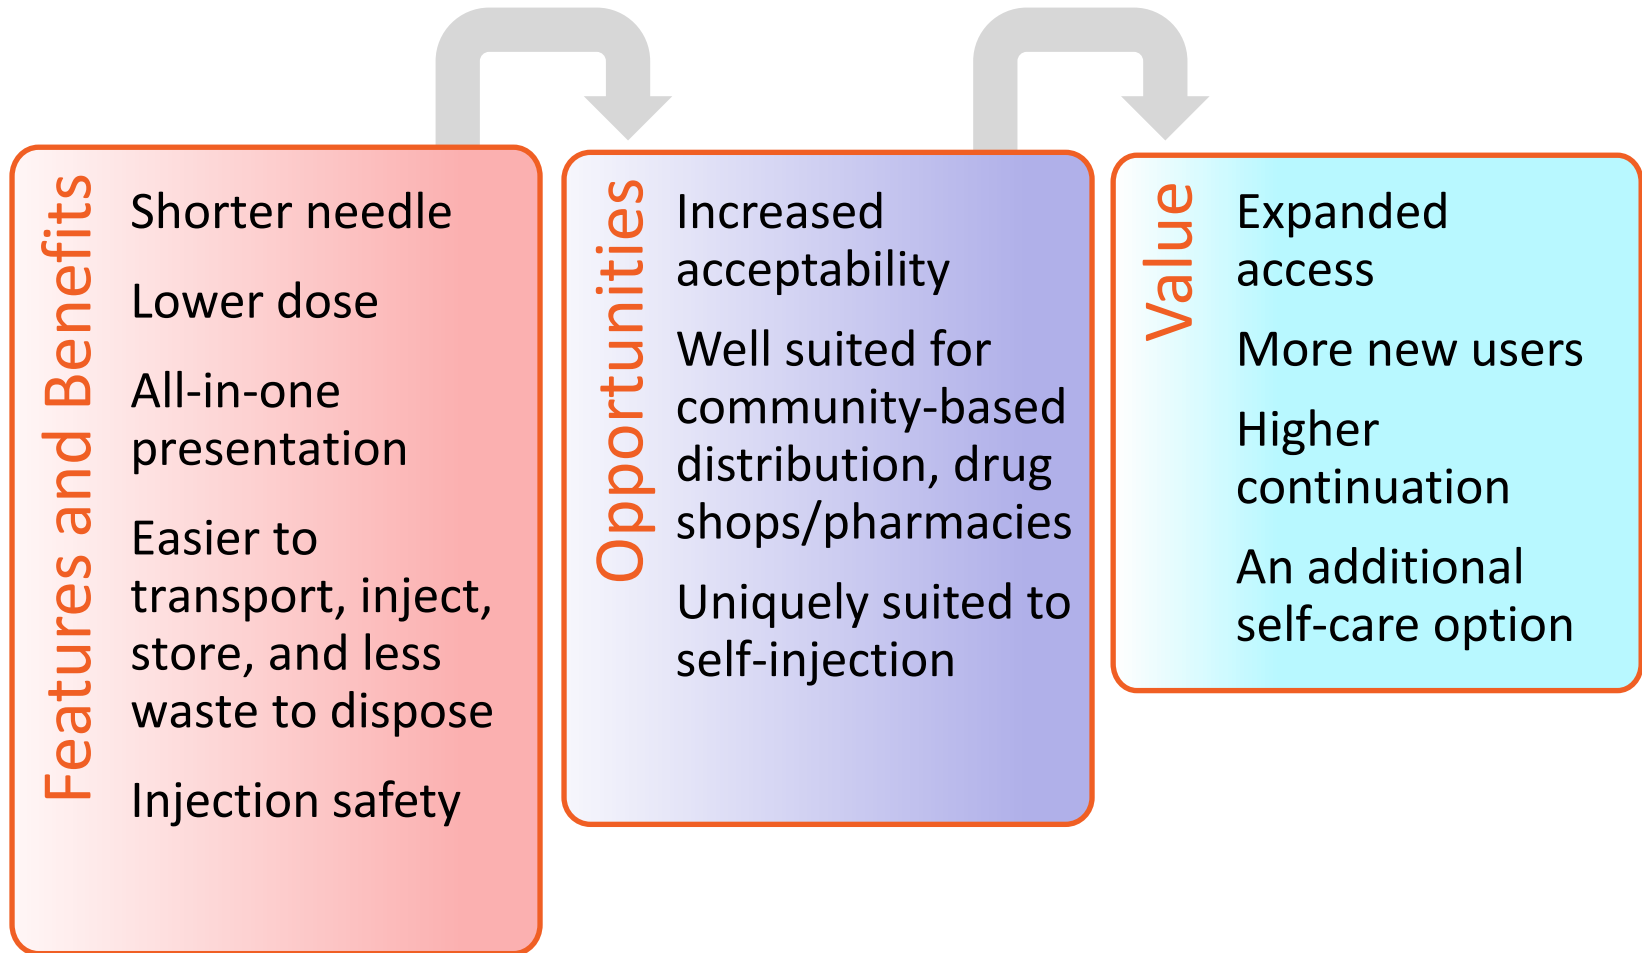 Features and Benefits
Shorter needle
Lower dose
All-in-one
presentation
Easier to
transport, inject,
store, and less
waste to dispose
Injection safety
Opportunities
Increased
acceptability
Well suited for
community-based
distribution, drug
shops/pharmacies
Uniquely suited to
self-injection
Value
Expanded
access
More new users
Higher
continuation
An additional
self-care option